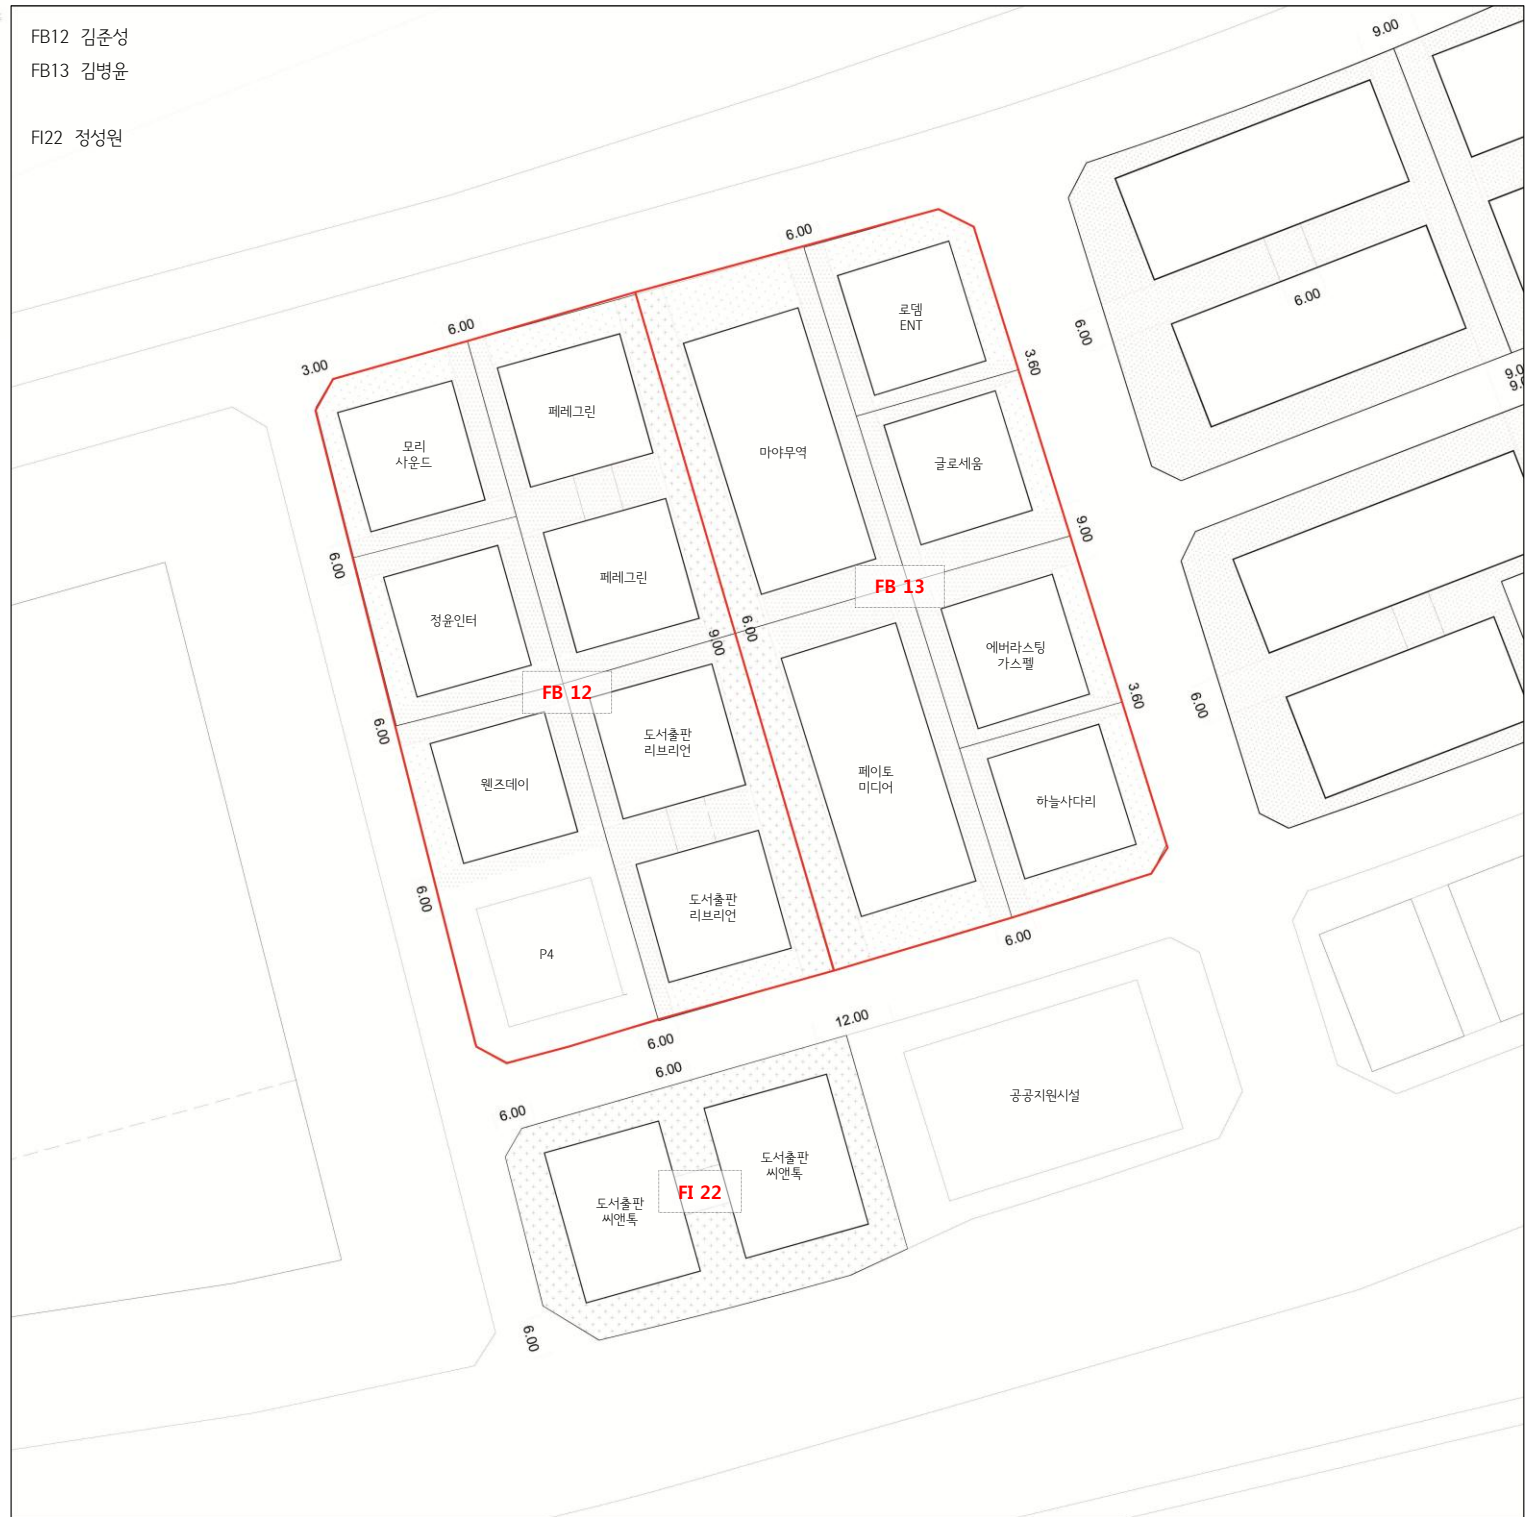 FB12 김준성
FB13 김병윤
FI22 정성원
9.00
6.00
6.00
3.00
로뎀
ENT
페레그린
모리
사운드
마야무역
글로세움
3.60
6.00
6.00
9.00
9.0
9.
6.00
페레그린
정윤인터
FB 13
9.00
6.00
에버라스팅
가스펠
FB 12
3.60
6.00
6.00
도서출판
리브리언
웬즈데이
페이토
미디어
하늘사다리
6.00
도서출판
리브리언
P4
6.00
12.00
6.00
6.00
6.00
공공지원시설
도서출판
씨앤톡
FI 22
도서출판
씨앤톡
6.00